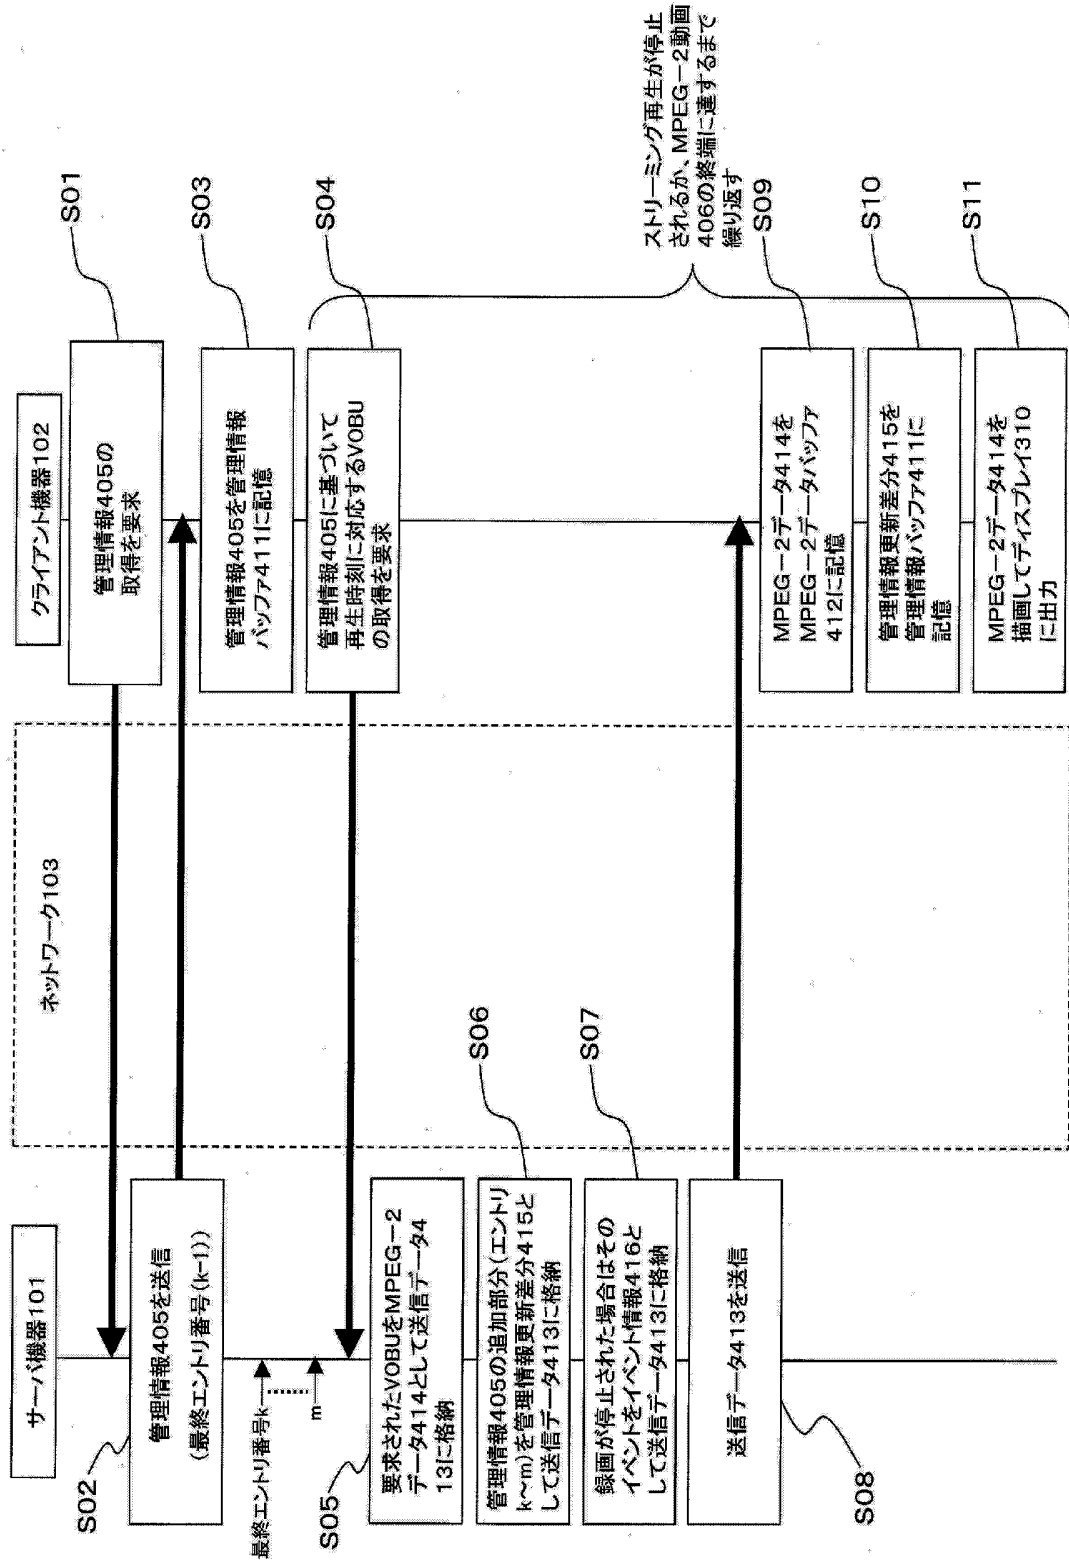 サーバ機器101
ネットワーク103
クライアント機器102
管理情報405の
取得を要求
S01
S02
管理情報405を送信
(最終エントリ番号(k-1))
管理情報405を管理情報
バッファ411に記憶
S03
最終エントリ番号k
m
管理情報405に基づいて
再生時刻に対応するVOBU
の取得を要求
S04
S05
要求されたVOBUをMPEG-2
データ414として送信データ4
13に格納
管理情報405の追加部分(エントリ
k~m)を管理情報更新差分415と
して送信データ413に格納
S06
録画が停止された場合はその
イベントをイベント情報416と
して送信データ413に格納
S07
送信データ413を送信
S08
ストリーミング再生が停止
されるか、MPEG-2動画
406の終端に達するまで
繰り返す
MPEG-2データ414を
MPEG-2データバッファ
412に記憶
S09
管理情報更新差分415を
管理情報バッファ411に
記憶
S10
MPEG-2データ414を
描画してディスプレイ310
に出力
S11